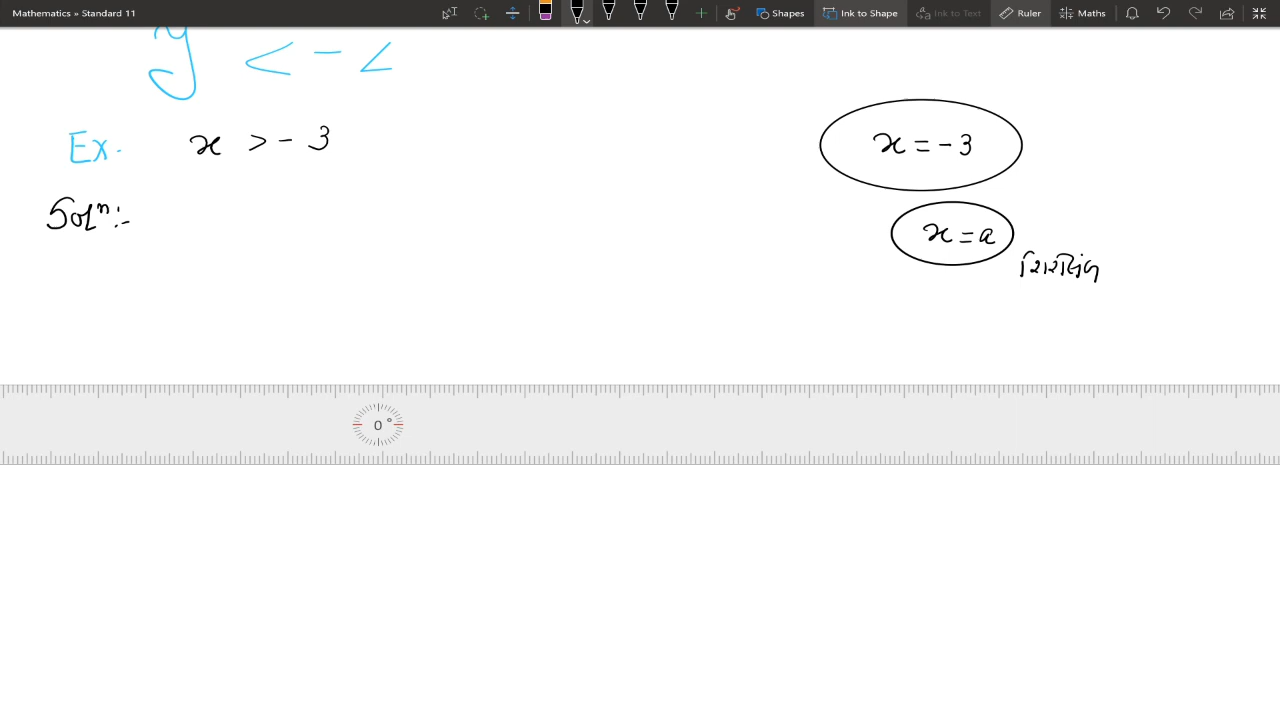 Mathematics » Standard 11
Shapes
Ink to Shape
Ink to Text
Ruler
Maths
y < -2
Ex. x > -3
Solⁿ:-
x = -3
x = a
0°